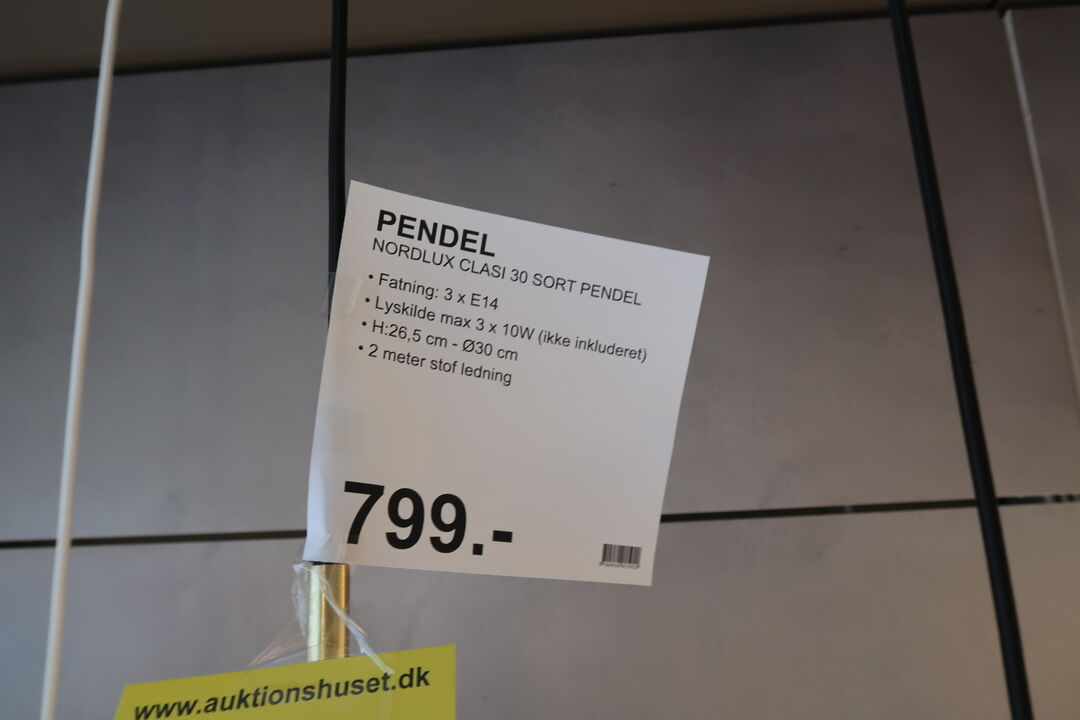 PENDEL
NORDLUX CLASI 30 SORT PENDEL
• Fatning: 3 x E14
• Lyskilde max 3 x 10W (ikke inkluderet)
• H:26,5 cm - Ø30 cm
• 2 meter stof ledning
799.-
www.auktionshuset.dk